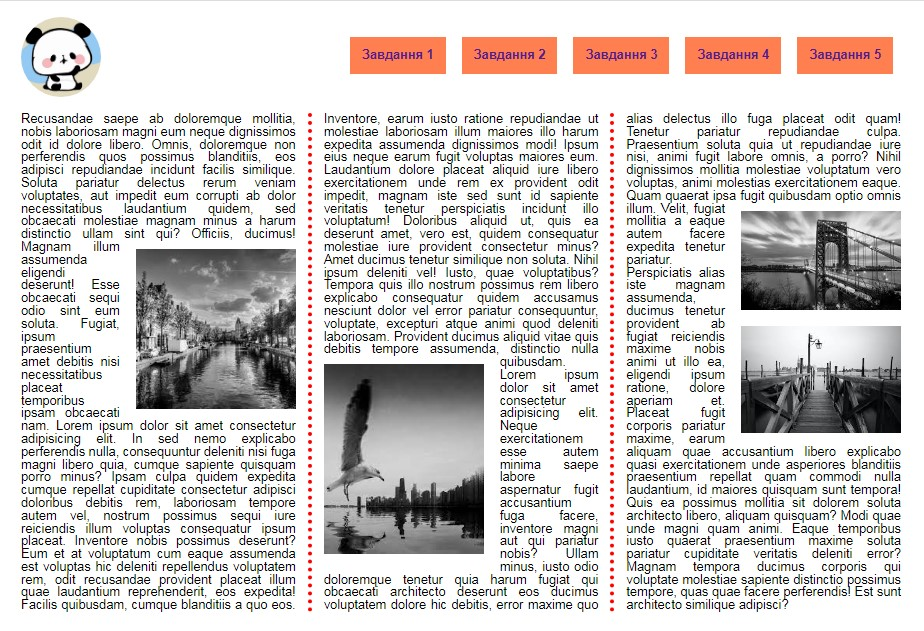 Завдання 1
Завдання 2
Завдання 3
Завдання 4
Завдання 5
Recusandae saepe ab doloremque mollitia,
nobis laboriosam magni eum neque dignissimos
odit id dolore libero. Omnis, doloremque non
perferendis quos possimus blanditiis, eos
adipisci repudiandae incidunt facilis similique.
Soluta pariatur delectus rerum veniam
voluptates, aut impedit eum corrupti ab dolor
necessitatibus laudantium quidem, sed
obcaecati molestiae magnam minus a harum
distinctio ullam sint qui? Officiis, ducimus!
Magnam illum
assumenda
eligendi
deserunt! Esse
obcaecati sequi
odio sint eum
soluta. Fugiat,
ipsum
praesentium
amet debitis nisi
necessitatibus
placeat
temporibus
ipsam obcaecati
nam. Lorem ipsum dolor sit amet consectetur
adipisicing elit. In sed nemo explicabo
perferendis nulla, consequuntur deleniti nisi fuga
magni libero quia, cumque sapiente quisquam
porro minus? Ipsam culpa quidem expedita
cumque repellat cupiditate consectetur adipisci
doloribus debitis rem, laboriosam tempore
autem vel, nostrum possimus sequi iure
reiciendis illum voluptas consequatur ipsum
placeat. Inventore nobis possimus deserunt?
Eum et at voluptatum cum eaque assumenda
est voluptas hic deleniti repellendus voluptatem
rem, odit recusandae provident placeat illum
quae laudantium reprehenderit, eos expedita!
Facilis quibusdam, cumque blanditiis a quo eos.
Inventore, earum iusto ratione repudiandae ut
molestiae laboriosam illum maiores illo harum
expedita assumenda dignissimos modi! Ipsum
eius neque earum fugit voluptas maiores eum.
Laudantium dolore placeat aliquid iure libero
exercitationem unde rem ex provident odit
impedit, magnam iste sed sunt id sapiente
veritatis tenetur perspiciatis incidunt illo
voluptatum! Doloribus aliquid ut, quis ea
deserunt amet, vero est, quidem consequatur
molestiae iure provident consectetur minus?
Amet ducimus tenetur similique non soluta. Nihil
ipsum deleniti vel! Iusto, quae voluptatibus?
Tempora quis illo nostrum possimus rem libero
explicabo consequatur quidem accusamus
nesciunt dolor vel error pariatur consequuntur,
voluptate, excepturi atque animi quod deleniti
laboriosam. Provident ducimus aliquid vitae quis
debitis tempore assumenda, distinctio nulla
quibusdam.
Lorem ipsum
dolor sit amet
consectetur
adipisicing elit.
Neque
exercitationem
esse autem
minima saepe
labore
aspernatur fugit
accusantium
fuga facere,
inventore magni
aut qui pariatur
nobis? Ullam
minus, iusto odio
doloremque tenetur quia harum fugiat qui
obcaecati architecto deserunt eos ducimus
voluptatem dolore hic debitis, error maxime quo
alias delectus illo fuga placeat odit quam!
Tenetur pariatur repudiandae culpa.
Praesentium soluta quia ut repudiandae iure
nisi, animi fugit labore omnis, a porro? Nihil
dignissimos mollitia molestiae voluptatum vero
voluptas, animi molestias exercitationem eaque.
Quam quaerat ipsa fugit quibusdam optio omnis
illum. Velit, fugiat
mollitia a eaque
autem facere
expedita tenetur
pariatur.
Perspiciatis alias
iste magnam
assumenda,
ducimus tenetur
provident ab
fugiat reiciendis
maxime nobis
animi ut illo ea,
eligendi ipsum
ratione, dolore
aperiam et.
Placeat fugit
corporis pariatur
maxime, earum
aliquam quae accusantium libero explicabo
quasi exercitationem unde asperiores blanditiis
praesentium repellat quam commodi nulla
laudantium, id maiores quisquam sunt tempora!
Quis ea possimus mollitia sit dolorem soluta
architecto libero, aliquam quisquam? Modi quae
unde magni quam animi. Eaque temporibus
iusto quaerat praesentium maxime soluta
pariatur cupiditate veritatis deleniti error?
Magnam tempora ducimus corporis qui
voluptate molestiae sapiente distinctio possimus
tempore, quas quae facere perferendis! Est sunt
architecto similique adipisci?